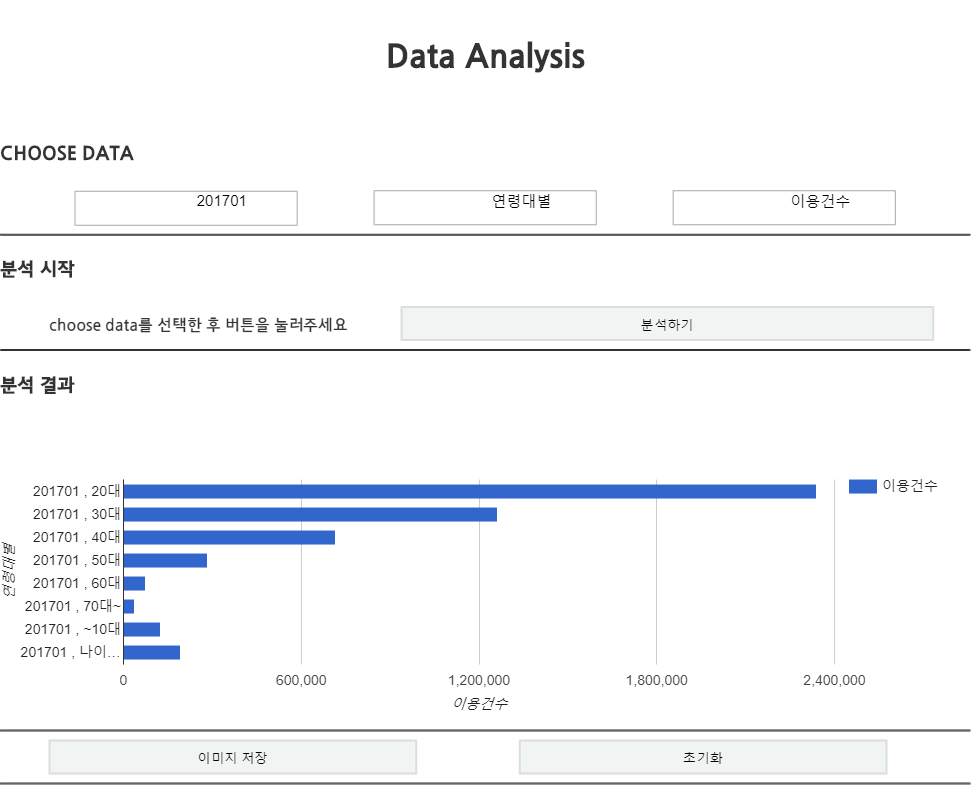 Data Analysis
CHOOSE DATA
201701 연령대별 이용건수
분석 시작
choose data를 선택한 후 버튼을 눌러주세요 분석하기
분석 결과
이용건수
201701 , 20대
201701 , 30대
201701 , 40대
201701 , 50대
201701 , 60대
201701 , 70대~
201701 , ~10대
201701 , 나이...
연령대별
0 600,000 1,200,000 1,800,000 2,400,000
이용건수
이미지 저장 초기화